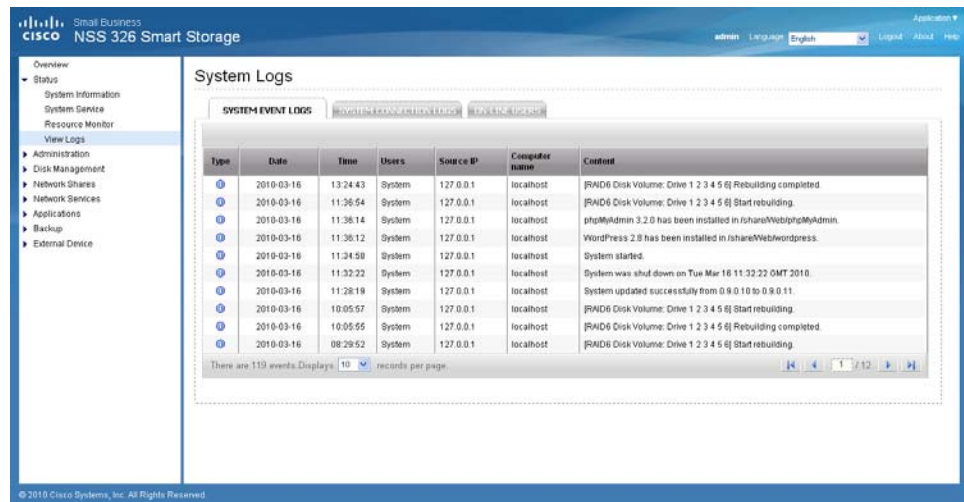 Small Business
CISCO NSS 326 Smart Storage
Application
admin Language English Logout About Help
Overview
Status
System Information
System Service
Resource Monitor
View Logs
Administration
Disk Management
Network Shares
Network Services
Applications
Backup
External Device
System Logs
SYSTEM EVENT LOGS SYSTEM CONNECTION LOGS ON-LINE USERS
Type Date Time Users Source IP Computer name Content
2010-03-16 13:24:43 System 127.0.0.1 localhost [RAID6 Disk Volume: Drive 1 2 3 4 5 6] Rebuilding completed.
2010-03-16 11:36:54 System 127.0.0.1 localhost [RAID6 Disk Volume: Drive 1 2 3 4 5 6] Start rebuilding.
2010-03-16 11:36:14 System 127.0.0.1 localhost phpMyAdmin 3.2.0 has been installed in /share/Web/phpMyAdmin.
2010-03-16 11:36:12 System 127.0.0.1 localhost WordPress 2.8 has been installed in /share/Web/wordpress.
2010-03-16 11:34:58 System 127.0.0.1 localhost System started.
2010-03-16 11:32:22 System 127.0.0.1 localhost System was shut down on Tue Mar 16 11:32:22 GMT 2010.
2010-03-16 11:28:19 System 127.0.0.1 localhost System updated successfully from 0.9.0.10 to 0.9.0.11.
2010-03-16 10:05:57 System 127.0.0.1 localhost [RAID6 Disk Volume: Drive 1 2 3 4 5 6] Start rebuilding.
2010-03-16 10:05:55 System 127.0.0.1 localhost [RAID6 Disk Volume: Drive 1 2 3 4 5 6] Rebuilding completed.
2010-03-16 08:29:52 System 127.0.0.1 localhost [RAID6 Disk Volume: Drive 1 2 3 4 5 6] Start rebuilding.
There are 119 events.Displays 10 records per page. 1 / 12
© 2010 Cisco Systems, Inc. All Rights Reserved.